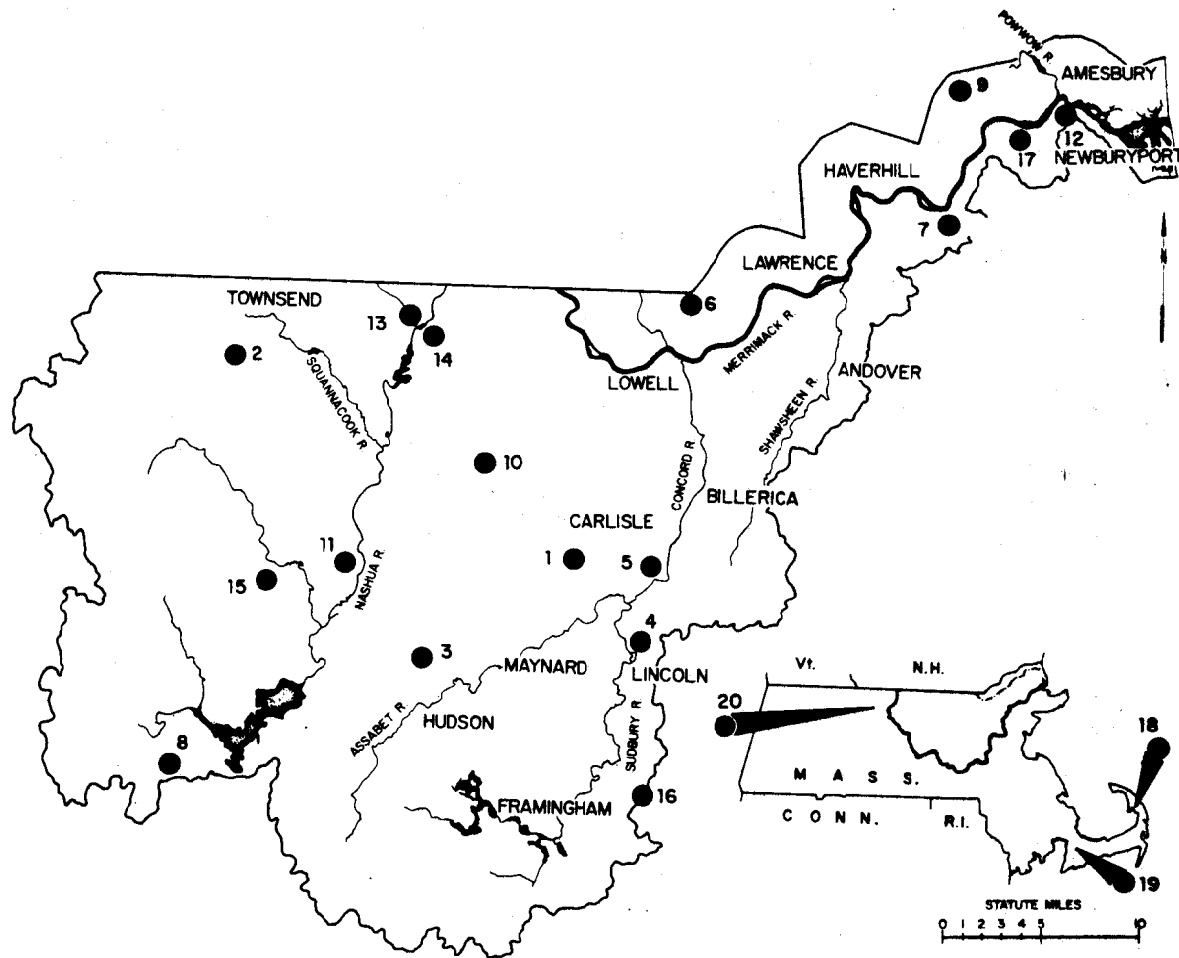 POWWOW R.
AMESBURY
9
12
17
NEWBURYPORT
HAVERHILL
7
N
LAWRENCE
TOWNSEND
13
6
14
MERRIMACK R.
2
SQUANNACOOK R.
LOWELL
ANDOVER
SHAWSHEEN R.
10
CONCORD R.
BILLERICA
CARLISLE
11
1
5
NASHUA R.
15
4
3
MAYNARD
LINCOLN
Vt.
N.H.
ASSABET R.
HUDSON
SUDBURY R.
20
18
8
MASS.
FRAMINGHAM
16
CONN.
R.I.
19
STATUTE MILES
0 1 2 3 4 5 10